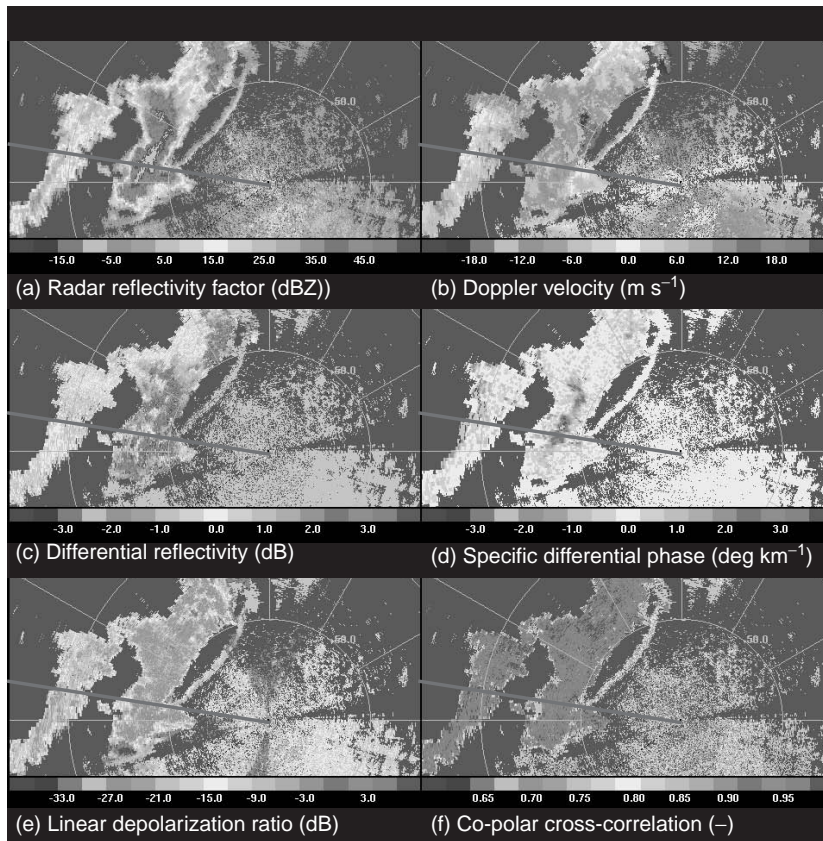 50.0
50.0
-15.0 -5.0 5.0 15.0 25.0 35.0 45.0
-18.0 -12.0 -6.0 0.0 6.0 12.0 18.0
(a) Radar reflectivity factor (dBZ))
(b) Doppler velocity (m s⁻¹)
50.0
50.0
-3.0 -2.0 -1.0 0.0 1.0 2.0 3.0
-3.0 -2.0 -1.0 0.0 1.0 2.0 3.0
(c) Differential reflectivity (dB)
(d) Specific differential phase (deg km⁻¹)
50.0
50.0
-33.0 -27.0 -21.0 -15.0 -9.0 -3.0 3.0
0.65 0.70 0.75 0.80 0.85 0.90 0.95
(e) Linear depolarization ratio (dB)
(f) Co-polar cross-correlation (–)